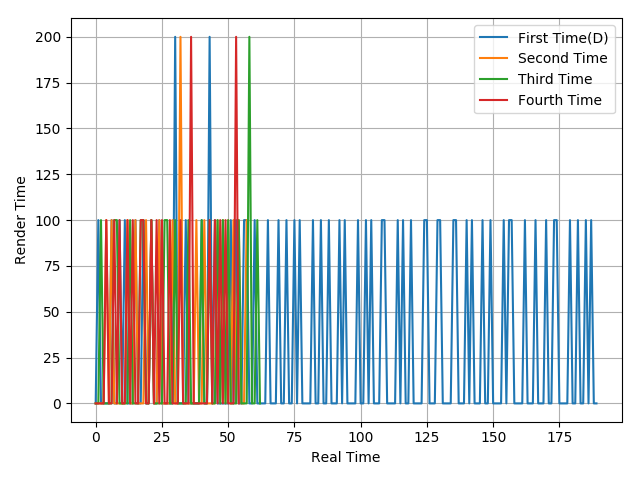 200
175
150
125
100
75
50
25
0
Render Time
0 25 50 75 100 125 150 175
Real Time
First Time(D)
Second Time
Third Time
Fourth Time